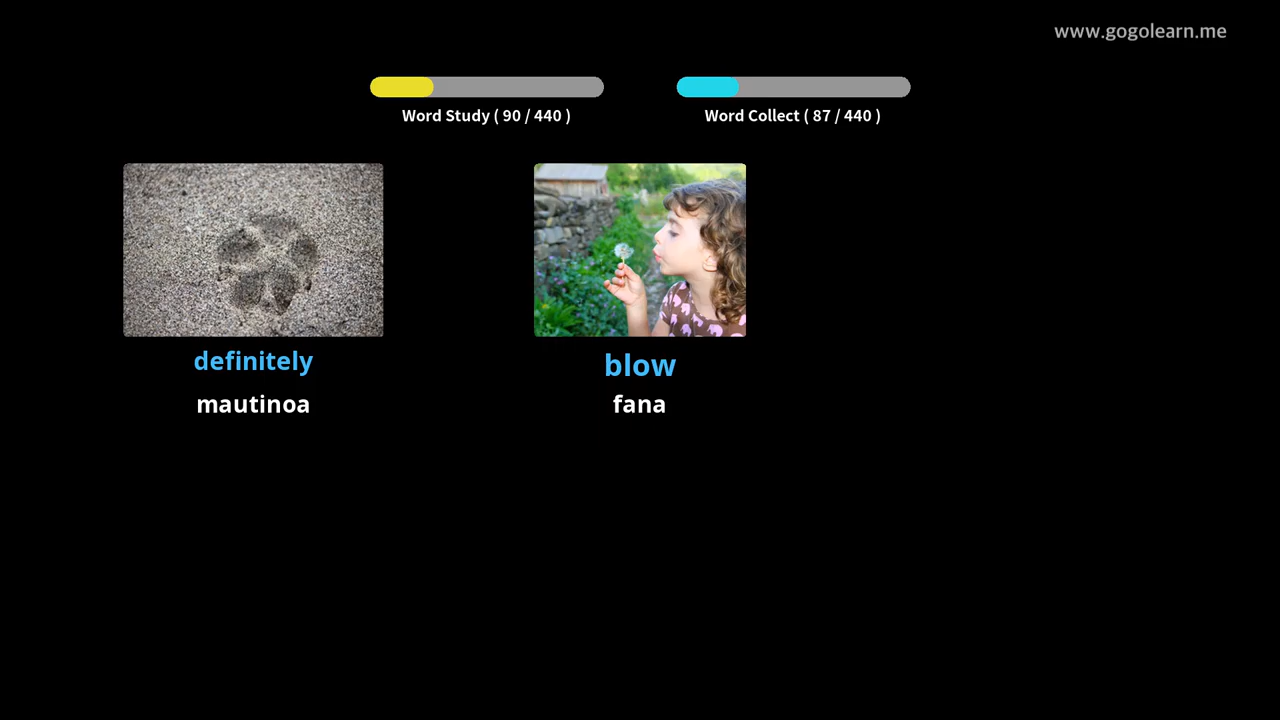 www.gogolearn.me
Word Study ( 90 / 440 )
Word Collect ( 87 / 440 )
definitely
mautinoa
blow
fana